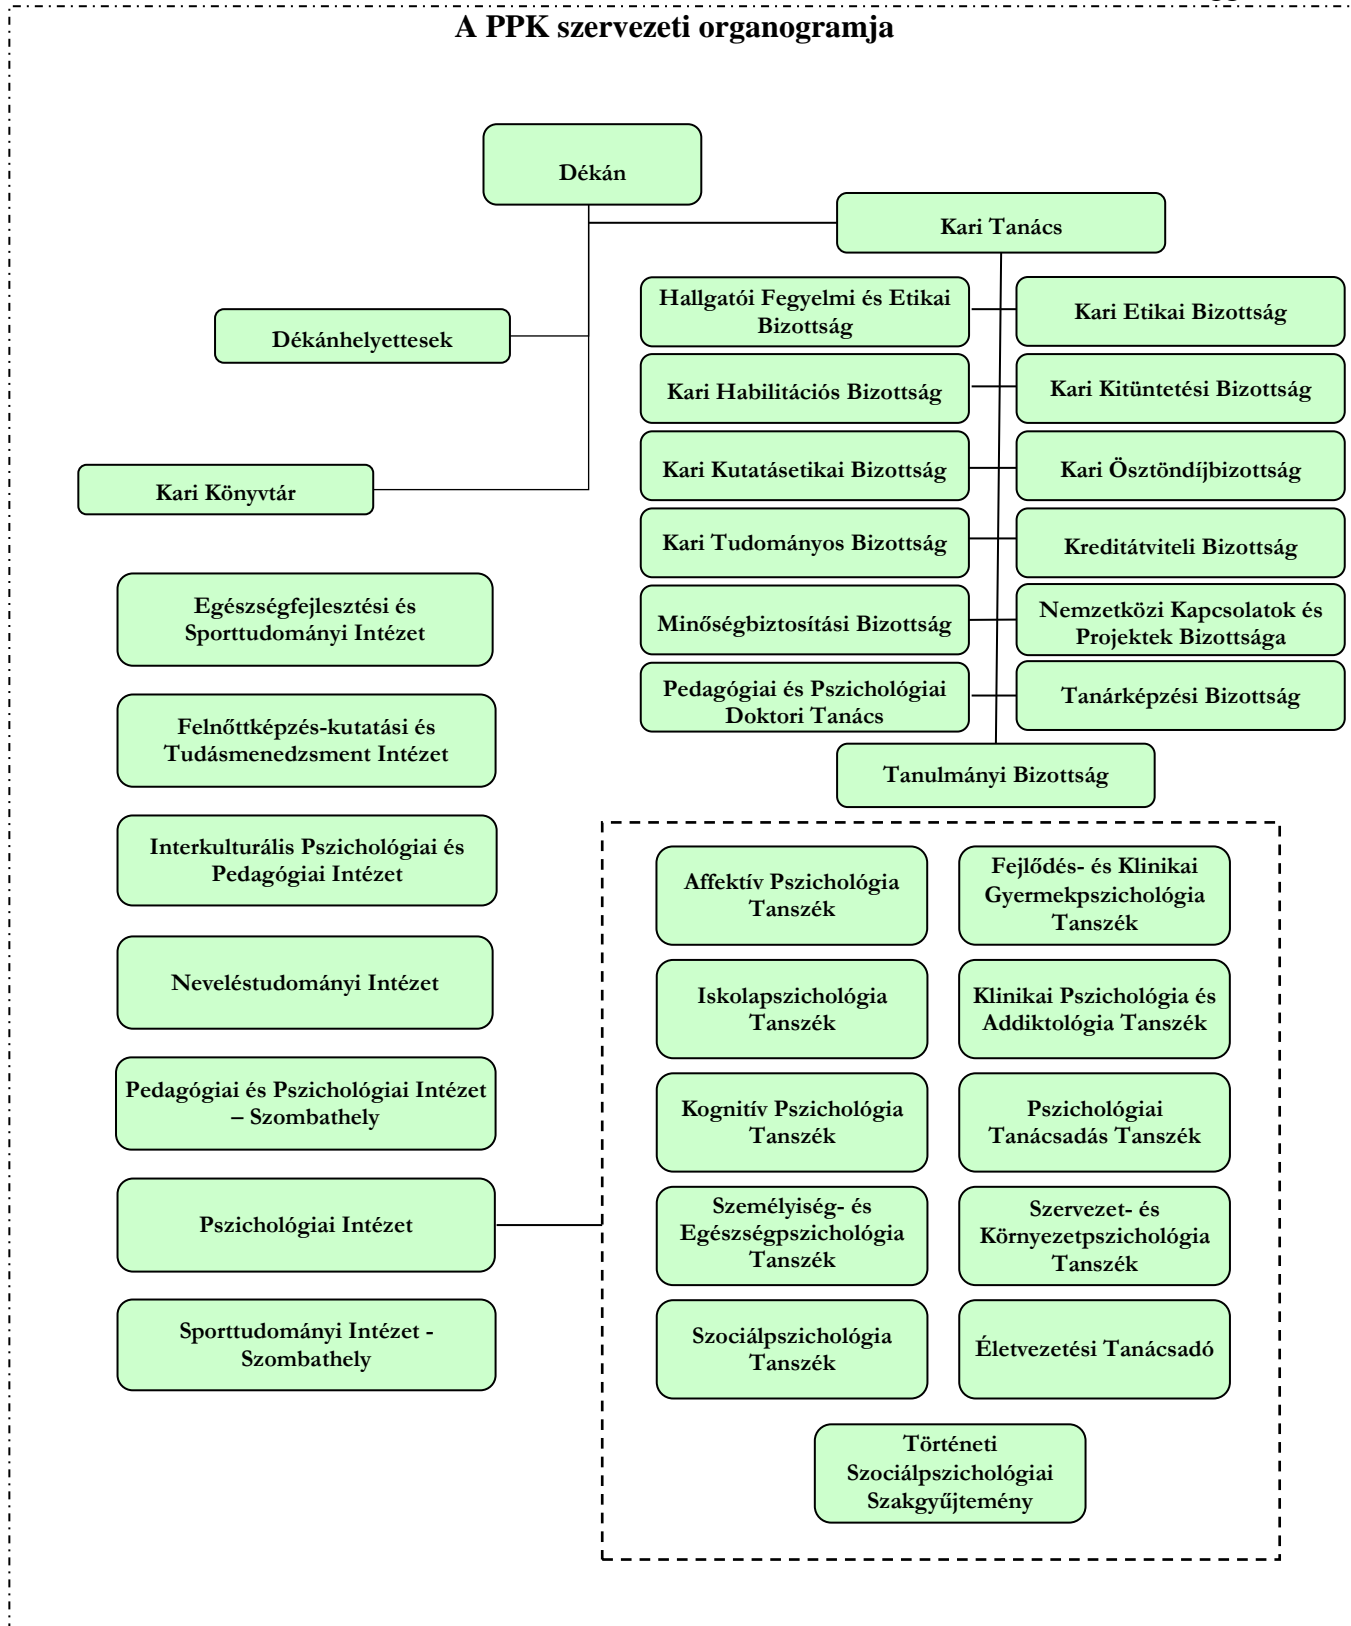 A PPK szervezeti organogramja
Dékán
Kari Tanács
Hallgatói Fegyelmi és Etikai
Bizottság
Kari Etikai Bizottság
Dékánhelyettesek
Kari Habilitációs Bizottság
Kari Kitüntetési Bizottság
Kari Kutatásetikai Bizottság
Kari Ösztöndíjbizottság
Kari Könyvtár
Kari Tudományos Bizottság
Kreditátviteli Bizottság
Minőségbiztosítási Bizottság
Nemzetközi Kapcsolatok és
Projektek Bizottsága
Pedagógiai és Pszichológiai
Doktori Tanács
Tanárképzési Bizottság
Tanulmányi Bizottság
Egészségfejlesztési és
Sporttudományi Intézet
Felnőttképzés-kutatási és
Tudásmenedzsment Intézet
Interkulturális Pszichológiai és
Pedagógiai Intézet
Neveléstudományi Intézet
Pedagógiai és Pszichológiai Intézet
– Szombathely
Pszichológiai Intézet
Sporttudományi Intézet -
Szombathely
Affektív Pszichológia
Tanszék
Fejlődés- és Klinikai
Gyermekpszichológia
Tanszék
Iskolapszichológia
Tanszék
Klinikai Pszichológia és
Addiktológia Tanszék
Kognitív Pszichológia
Tanszék
Pszichológiai
Tanácsadás Tanszék
Személyiség- és
Egészségpszichológia
Tanszék
Szervezet- és
Környezetpszichológia
Tanszék
Szociálpszichológia
Tanszék
Életvezetési Tanácsadó
Történeti
Szociálpszichológiai
Szakgyűjtemény